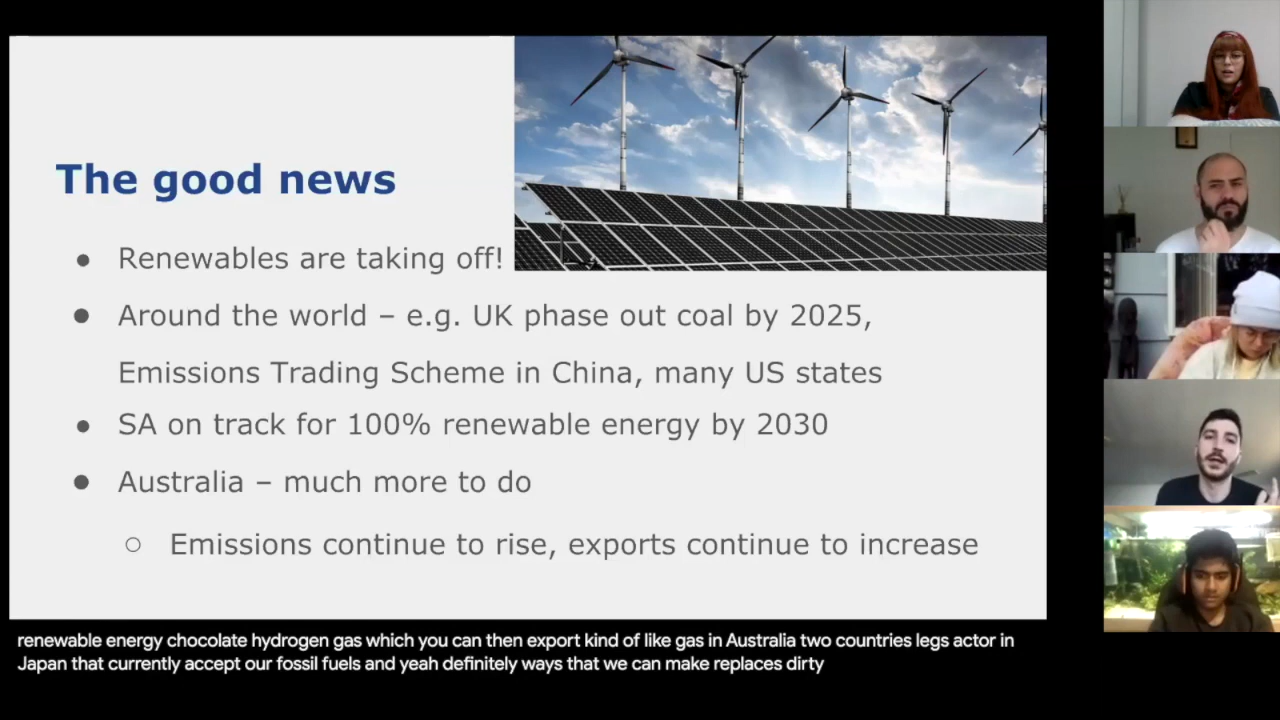 The good news
Renewables are taking off!
Around the world – e.g. UK phase out coal by 2025,
Emissions Trading Scheme in China, many US states
SA on track for 100% renewable energy by 2030
Australia – much more to do
Emissions continue to rise, exports continue to increase
renewable energy chocolate hydrogen gas which you can then export kind of like gas in Australia two countries legs actor in
Japan that currently accept our fossil fuels and yeah definitely ways that we can make replaces dirty